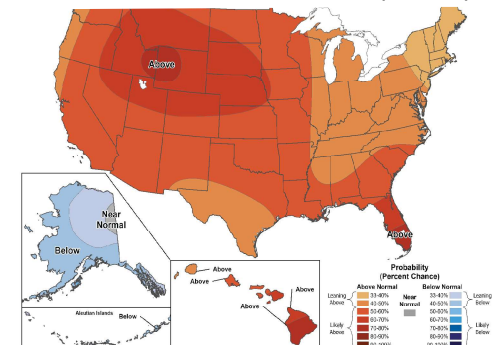 Above
Above
Near
Normal
Below
Aleutian Islands
Below
Above
Above
Above
Above
Probability
(Percent Chance)
Above Normal
Below Normal
Leaning
Above
33-40%
40-50%
50-60%
60-70%
70-80%
80-90%
90-100%
Likely
Above
Near
Normal
33-40%
40-50%
50-60%
60-70%
70-80%
80-90%
Leaning
Below
Likely
Below